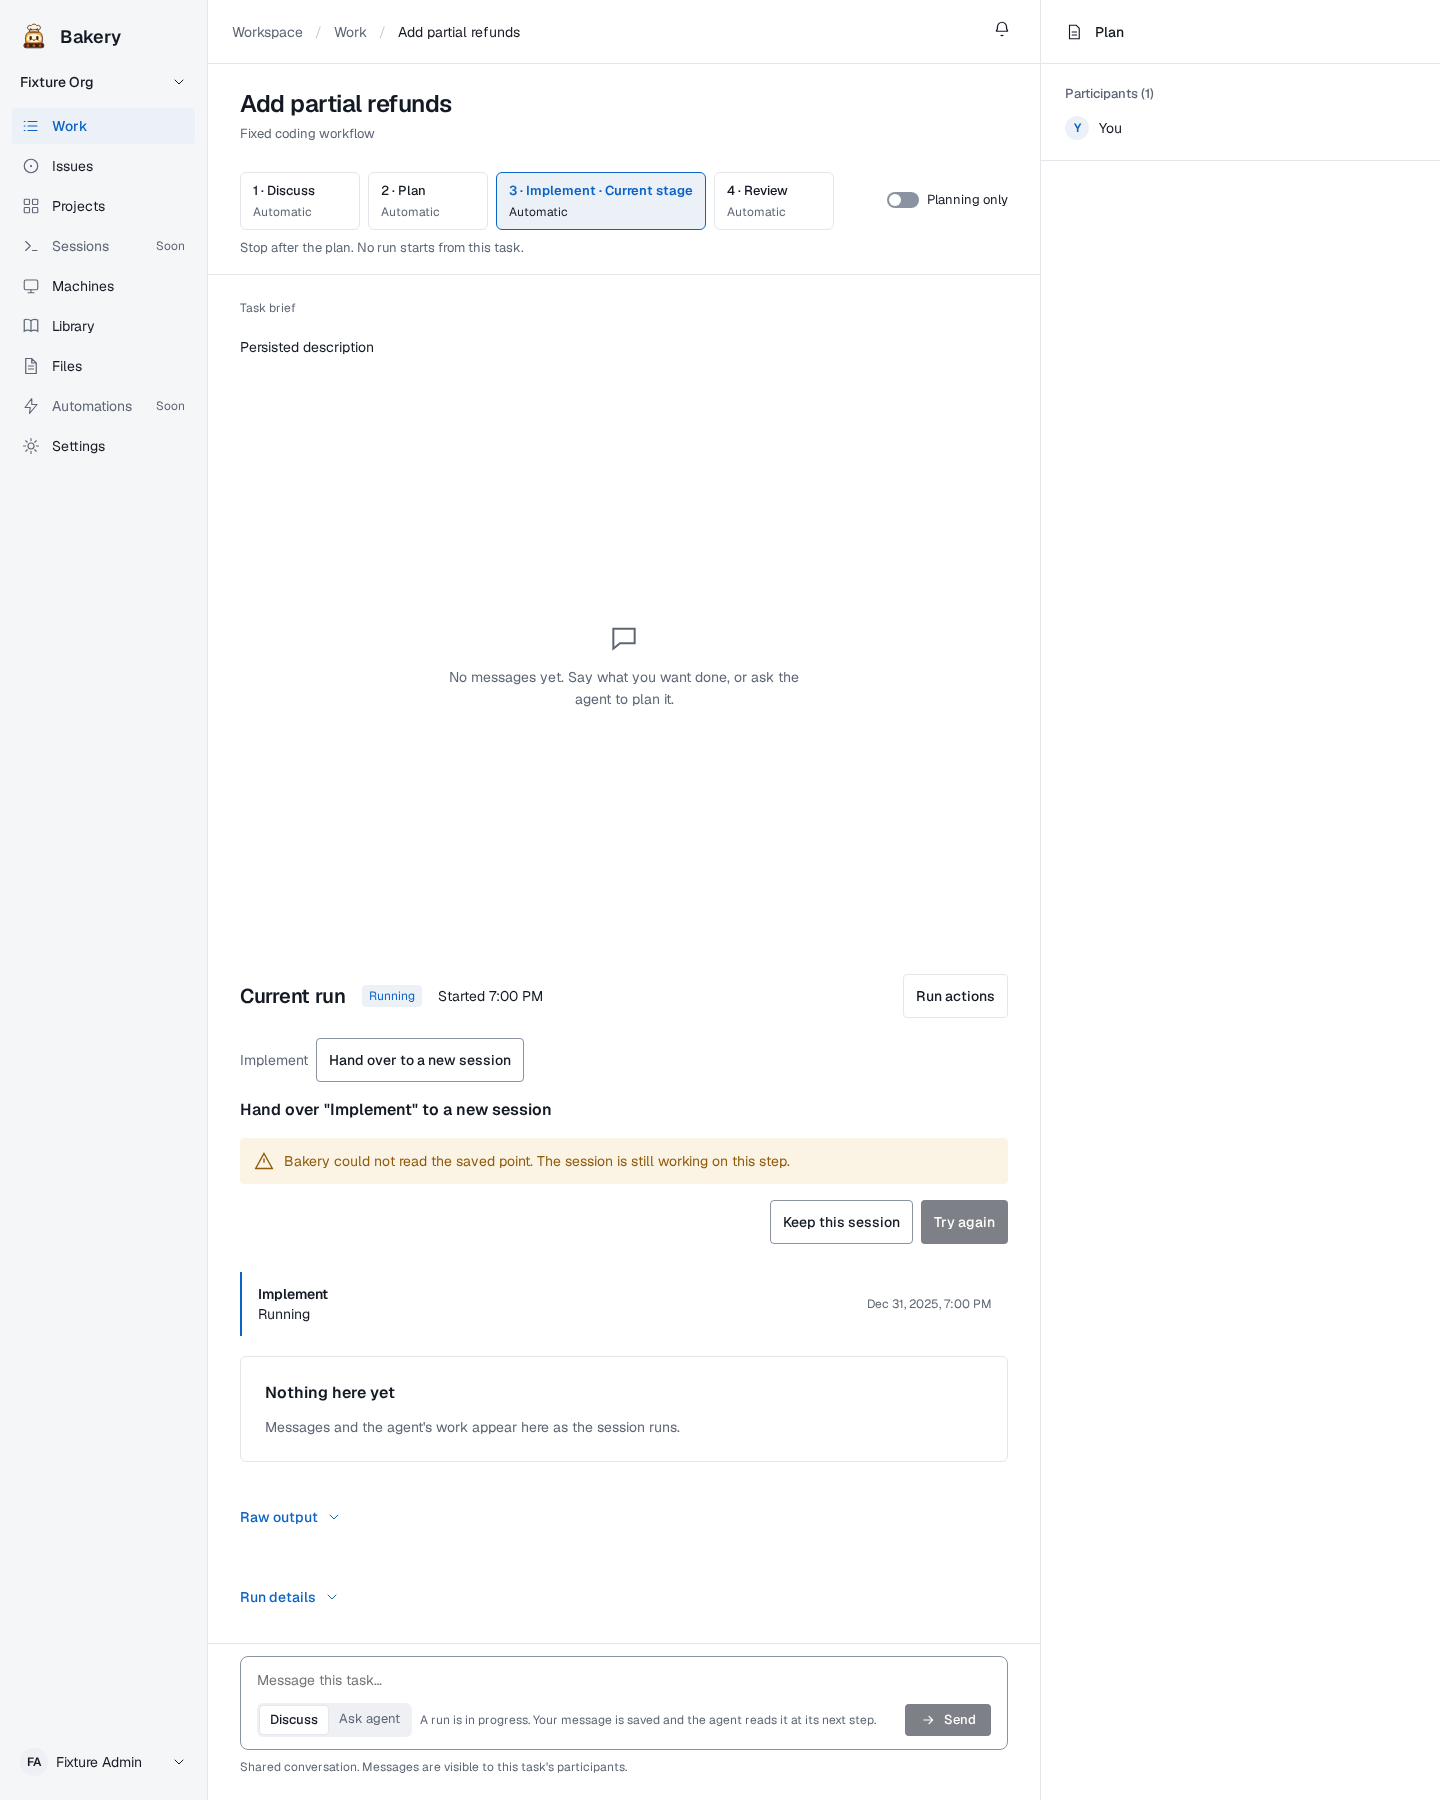 Bakery
Fixture Org
Work
Issues
Projects
Sessions Soon
Machines
Library
Files
Automations Soon
Settings
FA Fixture Admin
Workspace / Work / Add partial refunds
Add partial refunds
Fixed coding workflow
1 · Discuss
Automatic
2 · Plan
Automatic
3 · Implement · Current stage
Automatic
4 · Review
Automatic
Planning only
Stop after the plan. No run starts from this task.
Task brief
Persisted description
No messages yet. Say what you want done, or ask the
agent to plan it.
Current run Running Started 7:00 PM Run actions
Implement Hand over to a new session
Hand over "Implement" to a new session
Bakery could not read the saved point. The session is still working on this step.
Keep this session Try again
Implement
Running
Dec 31, 2025, 7:00 PM
Nothing here yet
Messages and the agent's work appear here as the session runs.
Raw output
Run details
Message this task...
Discuss Ask agent A run is in progress. Your message is saved and the agent reads it at its next step. Send
Shared conversation. Messages are visible to this task's participants.
Plan
Participants (1)
Y You